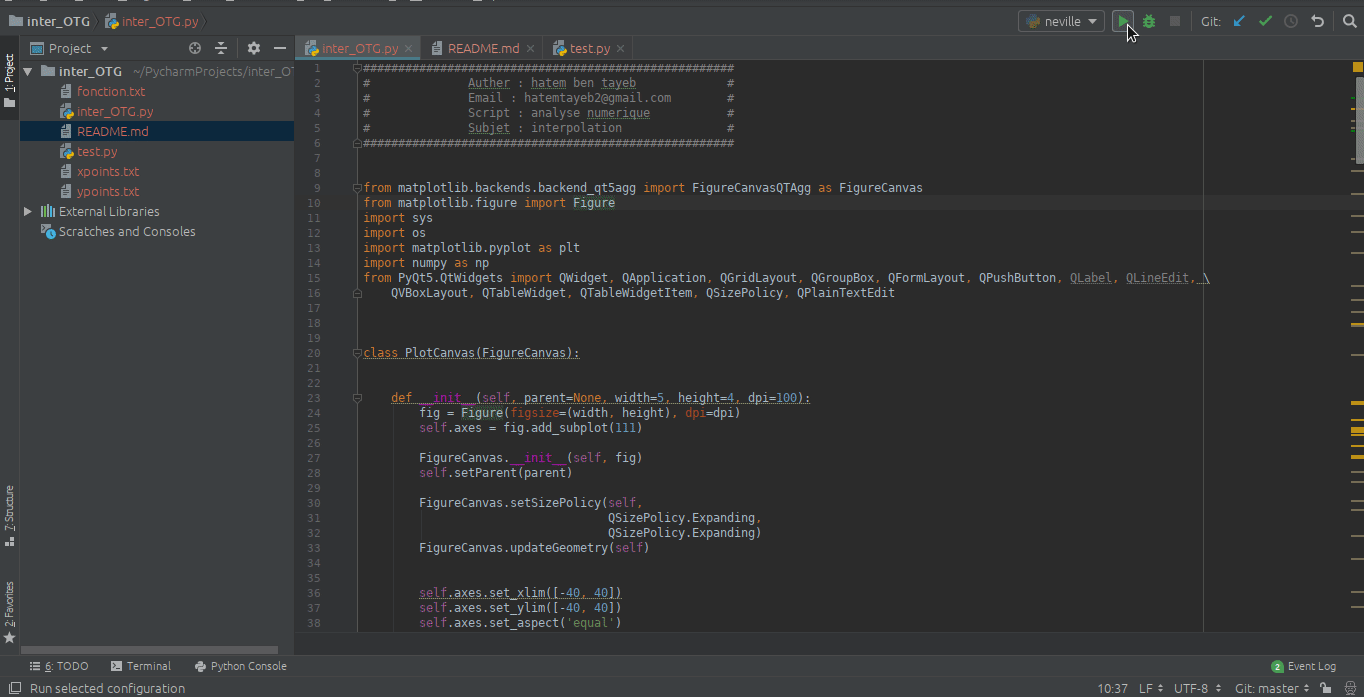 inter_OTG inter_OTG.py neville Git:
Project inter_OTG.py README.md test.py
1: Project
inter_OTG ~/PycharmProjects/inter_OT
fonction.txt
inter_OTG.py
README.md
test.py
xpoints.txt
ypoints.txt
External Libraries
Scratches and Consoles
7: Structure
2: Favorites
1 #####################################################
2 # Auther : hatem ben tayeb #
3 # Email : hatemtayeb2@gmail.com #
4 # Script : analyse numerique #
5 # Subjet : interpolation #
6 #####################################################
7
8
9 from matplotlib.backends.backend_qt5agg import FigureCanvasQTAgg as FigureCanvas
10 from matplotlib.figure import Figure
11 import sys
12 import os
13 import matplotlib.pyplot as plt
14 import numpy as np
15 from PyQt5.QtWidgets import QWidget, QApplication, QGridLayout, QGroupBox, QFormLayout, QPushButton, QLabel, QLineEdit, \
16 QVBoxLayout, QTableWidget, QTableWidgetItem, QSizePolicy, QPlainTextEdit
17
18
19
20 class PlotCanvas(FigureCanvas):
21
22
23 def __init__(self, parent=None, width=5, height=4, dpi=100):
24 fig = Figure(figsize=(width, height), dpi=dpi)
25 self.axes = fig.add_subplot(111)
26
27 FigureCanvas.__init__(self, fig)
28 self.setParent(parent)
29
30 FigureCanvas.setSizePolicy(self,
31 QSizePolicy.Expanding,
32 QSizePolicy.Expanding)
33 FigureCanvas.updateGeometry(self)
34
35
36 self.axes.set_xlim([-40, 40])
37 self.axes.set_ylim([-40, 40])
38 self.axes.set_aspect('equal')
6: TODO Terminal Python Console 2 Event Log
Run selected configuration 10:37 LF UTF-8 Git: master